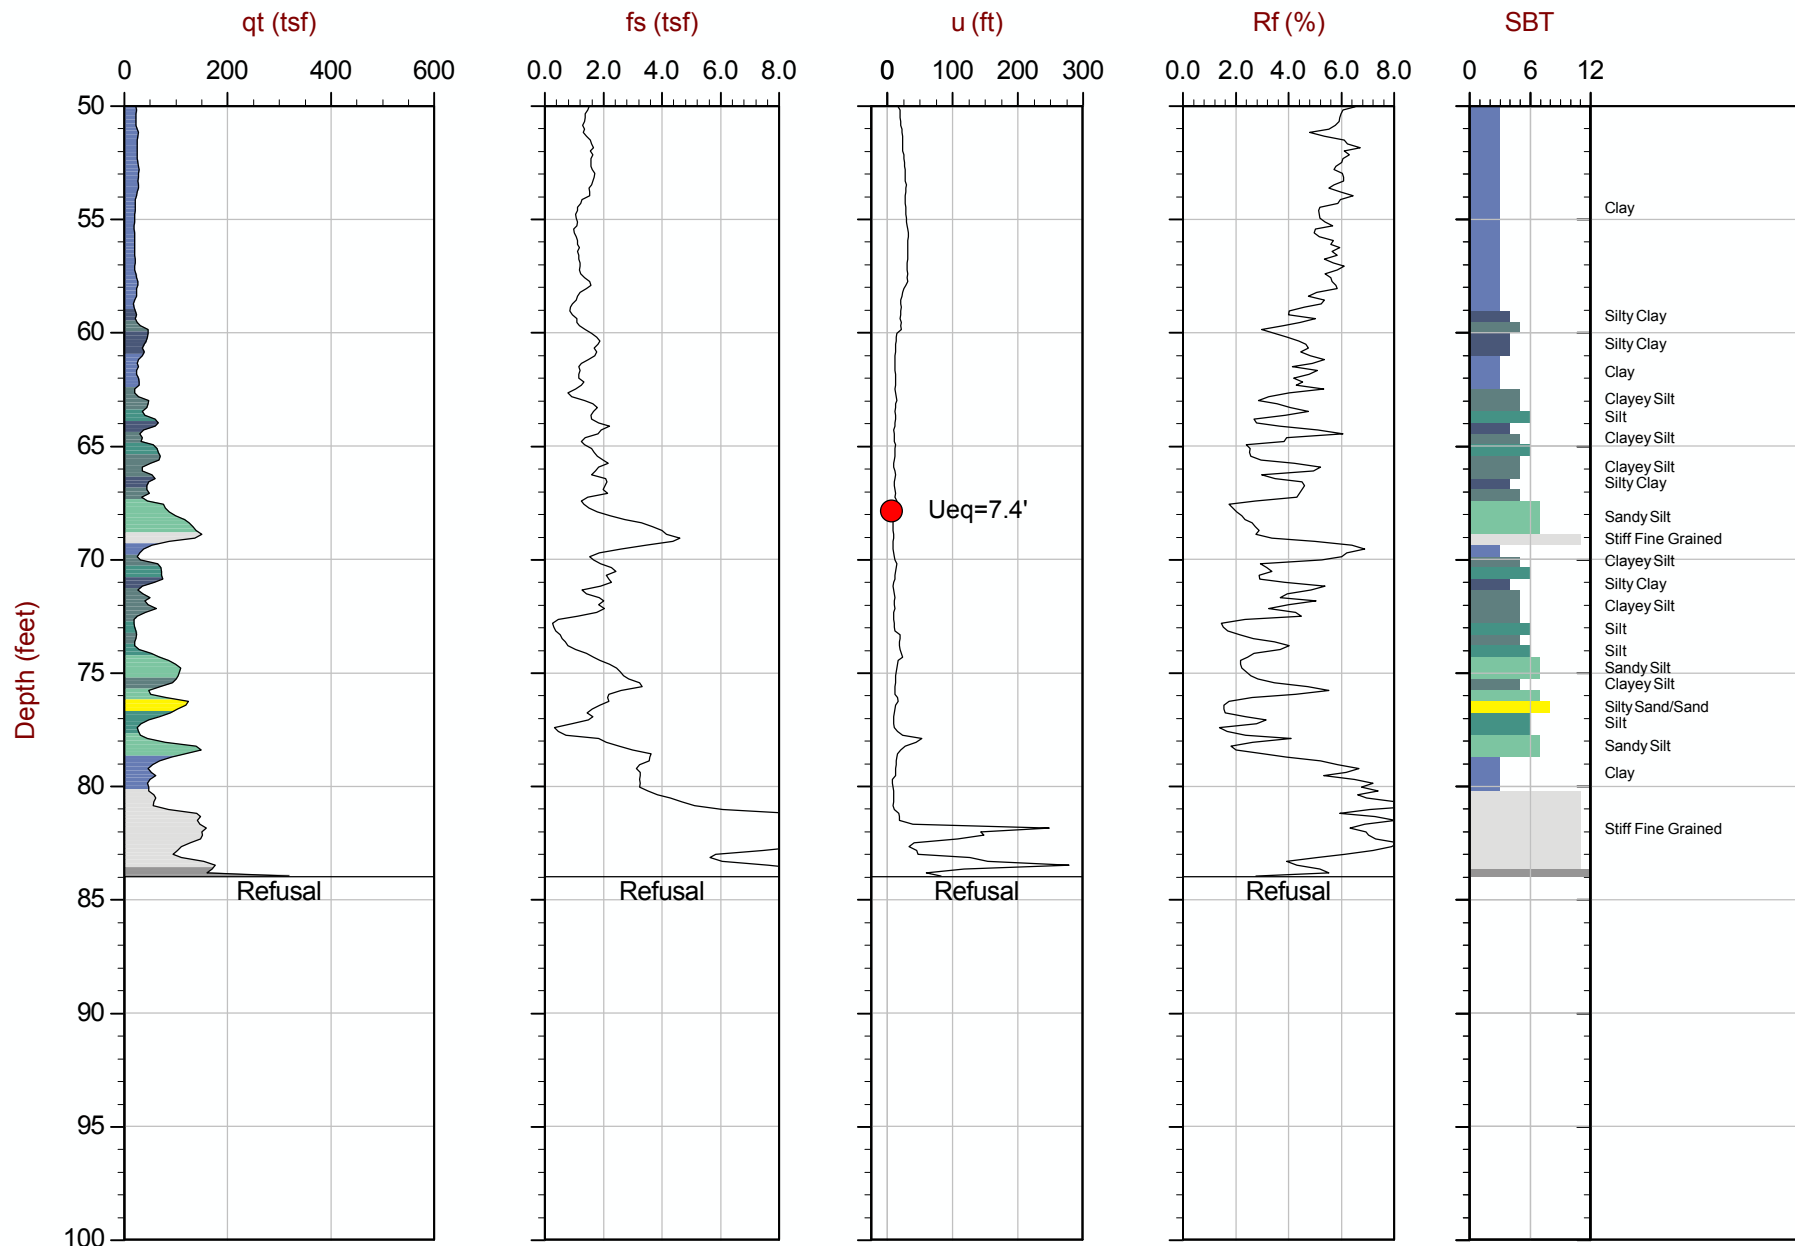 qt (tsf) fs (tsf) u (ft) Rf (%) SBT
0 200 400 600 0.0 2.0 4.0 6.0 8.0 0 100 200 300 0.0 2.0 4.0 6.0 8.0 0 6 12
50
Clay
55
Silty Clay
60
Silty Clay
Clay
Clayey Silt
Silt
Clayey Silt
65
Clayey Silt
Silty Clay
Ueq=7.4'
Sandy Silt
Stiff Fine Grained
70
Clayey Silt
Silty Clay
Clayey Silt
Silt
Silt
Sandy Silt
75
Clayey Silt
Silty Sand/Sand
Silt
Sandy Silt
Clay
80
Stiff Fine Grained
Refusal Refusal Refusal Refusal
85
90
95
100
Depth (feet)